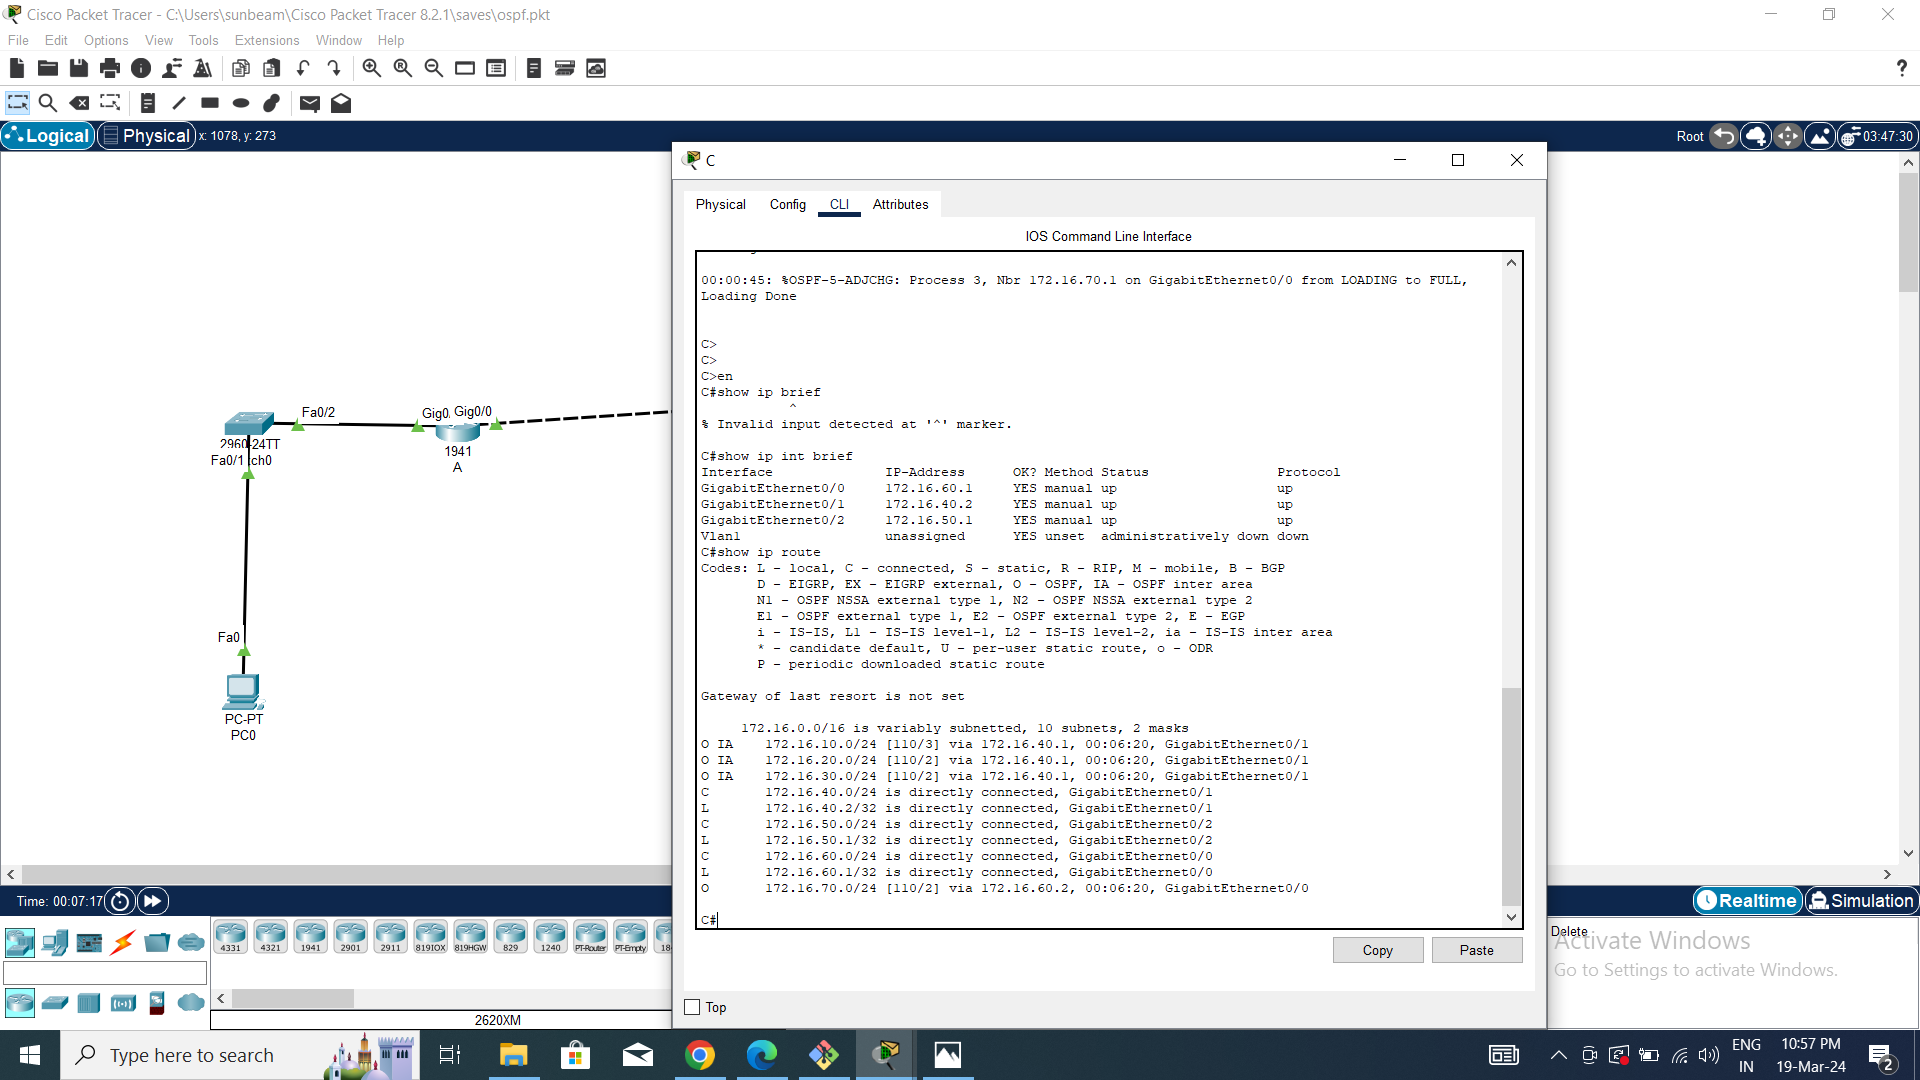 Cisco Packet Tracer - C:\Users\sunbeam\Cisco Packet Tracer 8.2.1\saves\ospf.pkt
File Edit Options View Tools Extensions Window Help
?
Logical Physical x: 1078, y: 273
Root 03:47:30
Fa0/2
Gig0 Gig0/0
2960-24TT
Fa0/1 tch0
1941
A
Fa0
PC-PT
PC0
C
Physical Config CLI Attributes
IOS Command Line Interface
00:00:45: %OSPF-5-ADJCHG: Process 3, Nbr 172.16.70.1 on GigabitEthernet0/0 from LOADING to FULL,
Loading Done
C>
C>
C>en
C#show ip brief
^
% Invalid input detected at '^' marker.
C#show ip int brief
Interface IP-Address OK? Method Status Protocol
GigabitEthernet0/0 172.16.60.1 YES manual up up
GigabitEthernet0/1 172.16.40.2 YES manual up up
GigabitEthernet0/2 172.16.50.1 YES manual up up
Vlan1 unassigned YES unset administratively down down
C#show ip route
Codes: L - local, C - connected, S - static, R - RIP, M - mobile, B - BGP
D - EIGRP, EX - EIGRP external, O - OSPF, IA - OSPF inter area
N1 - OSPF NSSA external type 1, N2 - OSPF NSSA external type 2
E1 - OSPF external type 1, E2 - OSPF external type 2, E - EGP
i - IS-IS, L1 - IS-IS level-1, L2 - IS-IS level-2, ia - IS-IS inter area
* - candidate default, U - per-user static route, o - ODR
P - periodic downloaded static route
Gateway of last resort is not set
172.16.0.0/16 is variably subnetted, 10 subnets, 2 masks
O IA 172.16.10.0/24 [110/3] via 172.16.40.1, 00:06:20, GigabitEthernet0/1
O IA 172.16.20.0/24 [110/2] via 172.16.40.1, 00:06:20, GigabitEthernet0/1
O IA 172.16.30.0/24 [110/2] via 172.16.40.1, 00:06:20, GigabitEthernet0/1
C 172.16.40.0/24 is directly connected, GigabitEthernet0/1
L 172.16.40.2/32 is directly connected, GigabitEthernet0/1
C 172.16.50.0/24 is directly connected, GigabitEthernet0/2
L 172.16.50.1/32 is directly connected, GigabitEthernet0/2
C 172.16.60.0/24 is directly connected, GigabitEthernet0/0
L 172.16.60.1/32 is directly connected, GigabitEthernet0/0
O 172.16.70.0/24 [110/2] via 172.16.60.2, 00:06:20, GigabitEthernet0/0
C#
Copy Paste
Top
Time: 00:07:17
Realtime Simulation
4331 4321 1941 2901 2911 819IOX 819HGW 829 1240 PT-Router PT-Empty 18
2620XM
Delete
Activate Windows
Go to Settings to activate Windows.
Type here to search
ENG
IN
10:57 PM
19-Mar-24
2